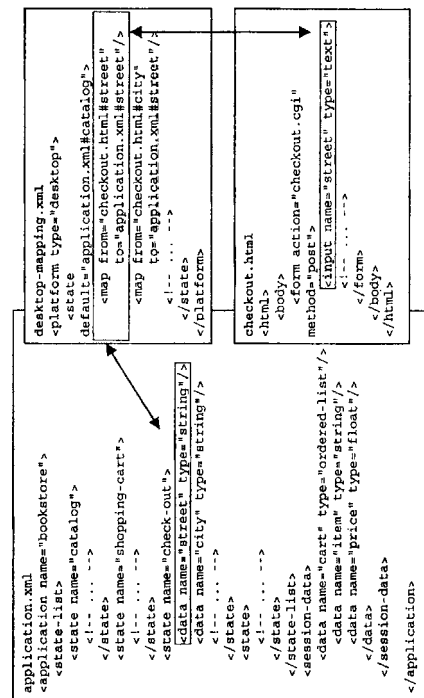 application.xml
<application name="bookstore">
<state-list>
<state name="catalog">
<!-- ... -->
</state>
<state name="shopping-cart">
<!-- ... -->
</state>
<state name="check-out">
<data name="street" type="string"/>
<data name="city" type="string"/>
<!-- ... -->
</state>
<state>
<!-- ... -->
</state>
</state-list>
<session-data>
<data name="cart" type="ordered-list"/>
<data name="item" type="string"/>
<data name="price" type="float"/>
</data>
</session-data>
</application>
desktop-mapping.xml
<platform type="desktop">
<state
default="application.xml#catalog">
<map from="checkout.html#street"
to="application.xml#street"/>
<map from="checkout.html#city"
to="application.xml#street"/>
<!-- ... -->
</state>
</platform>
checkout.html
<html>
<body>
<form action="checkout.cgi"
method="post">
<input name="street" type="text">
<!-- ... -->
</form>
</body>
</html>